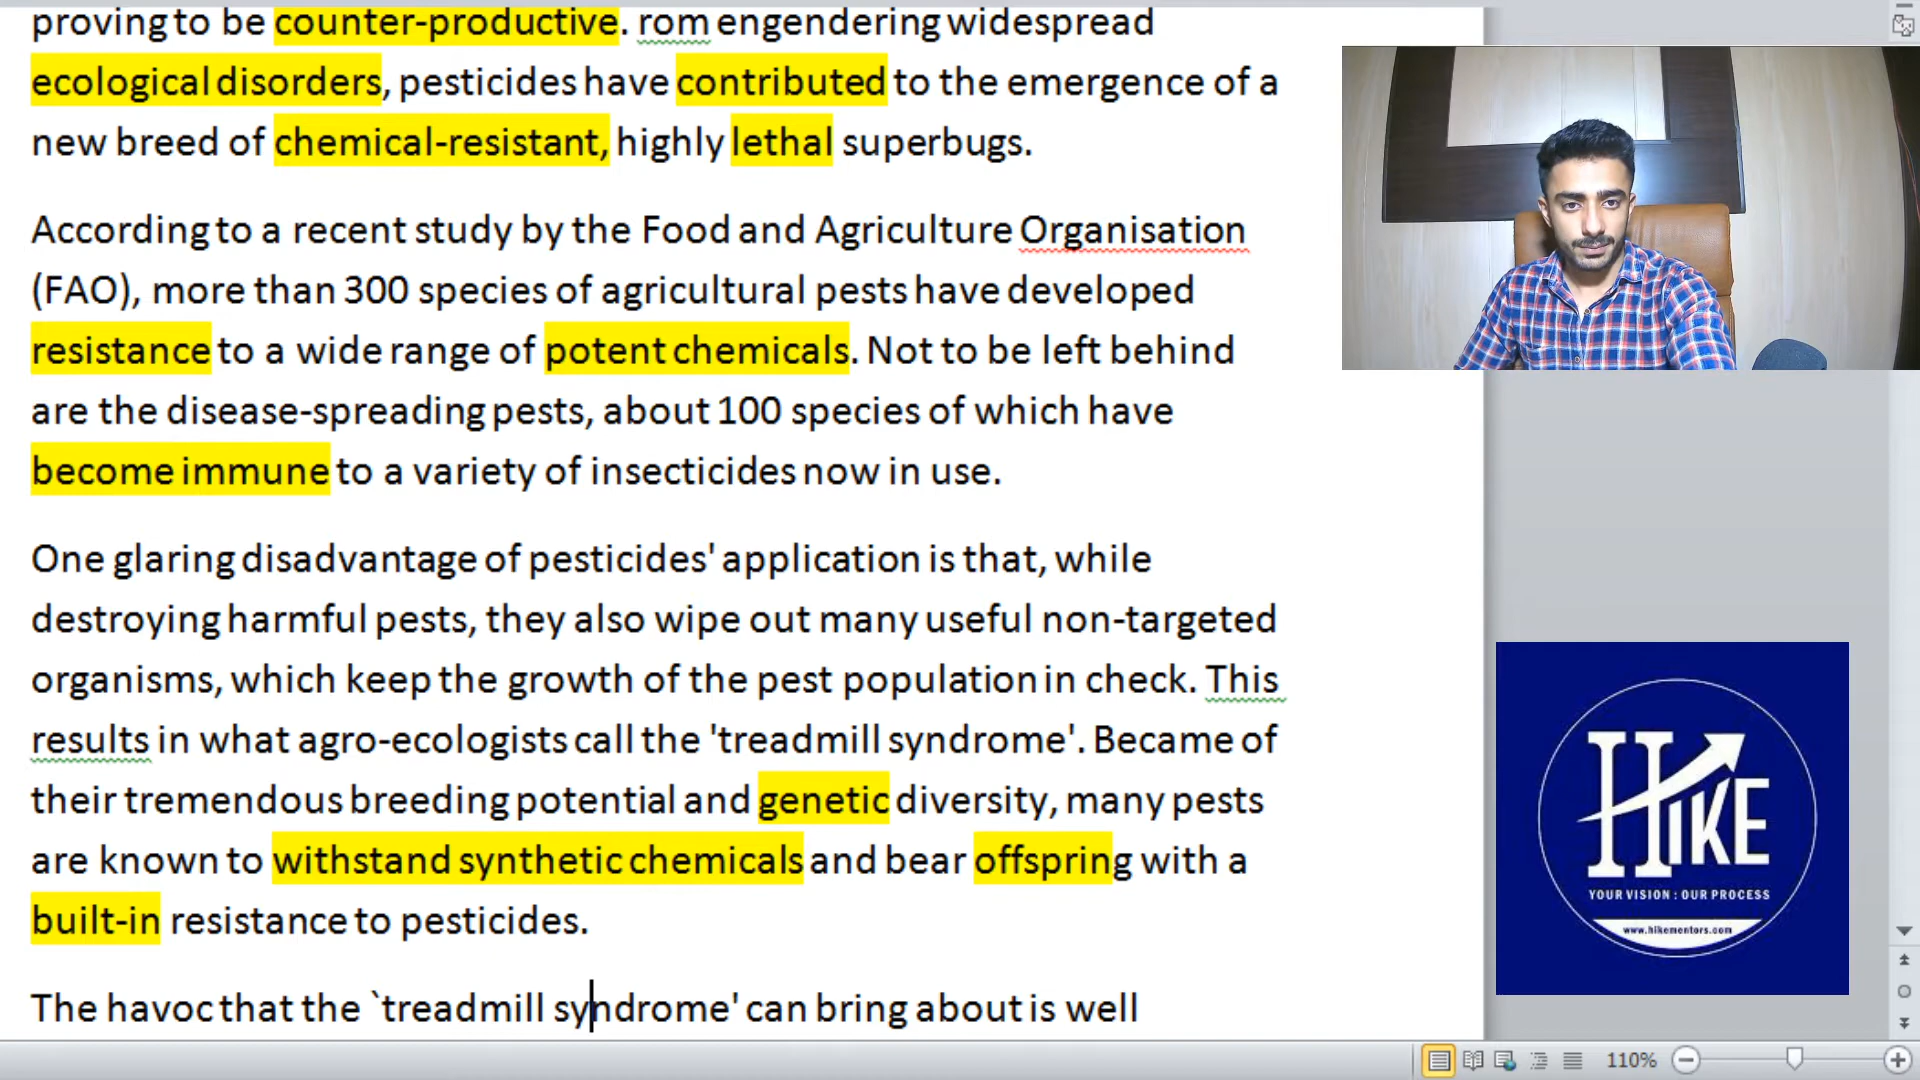 proving to be counter-productive. rom engendering widespread
ecological disorders, pesticides have contributed to the emergence of a
new breed of chemical-resistant, highly lethal superbugs.
According to a recent study by the Food and Agriculture Organisation
(FAO), more than 300 species of agricultural pests have developed
resistance to a wide range of potent chemicals. Not to be left behind
are the disease-spreading pests, about 100 species of which have
become immune to a variety of insecticides now in use.
One glaring disadvantage of pesticides' application is that, while
destroying harmful pests, they also wipe out many useful non-targeted
organisms, which keep the growth of the pest population in check. This
results in what agro-ecologists call the 'treadmill syndrome'. Became of
their tremendous breeding potential and genetic diversity, many pests
are known to withstand synthetic chemicals and bear offspring with a
built-in resistance to pesticides.
The havoc that the `treadmill syndrome' can bring about is well
HIKE
YOUR VISION : OUR PROCESS
www.hikementors.com
110%